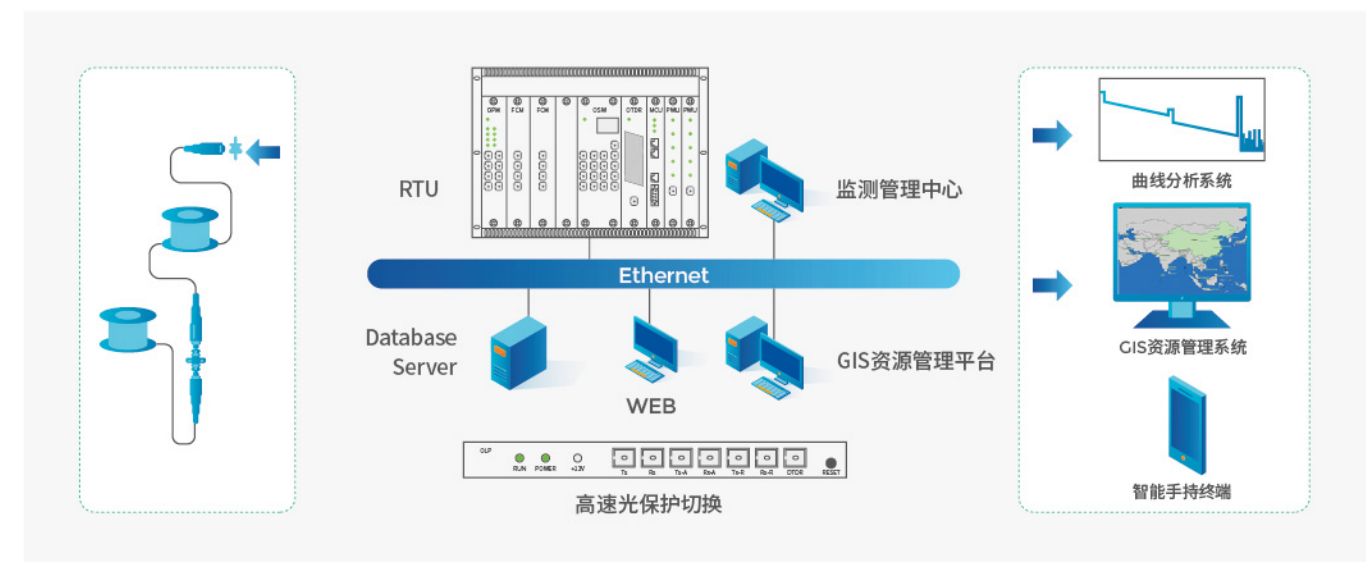 OPM FCM FCM OSW OTDR MCU PMU PMU
RTU
监测管理中心
Ethernet
Database
Server
WEB
GIS资源管理平台
OLP
RUN POWER +12V Tx Rx Tx-A Rx-A Tx-R Rx-R OTDR RESET
高速光保护切换
曲线分析系统
GIS资源管理系统
智能手持终端